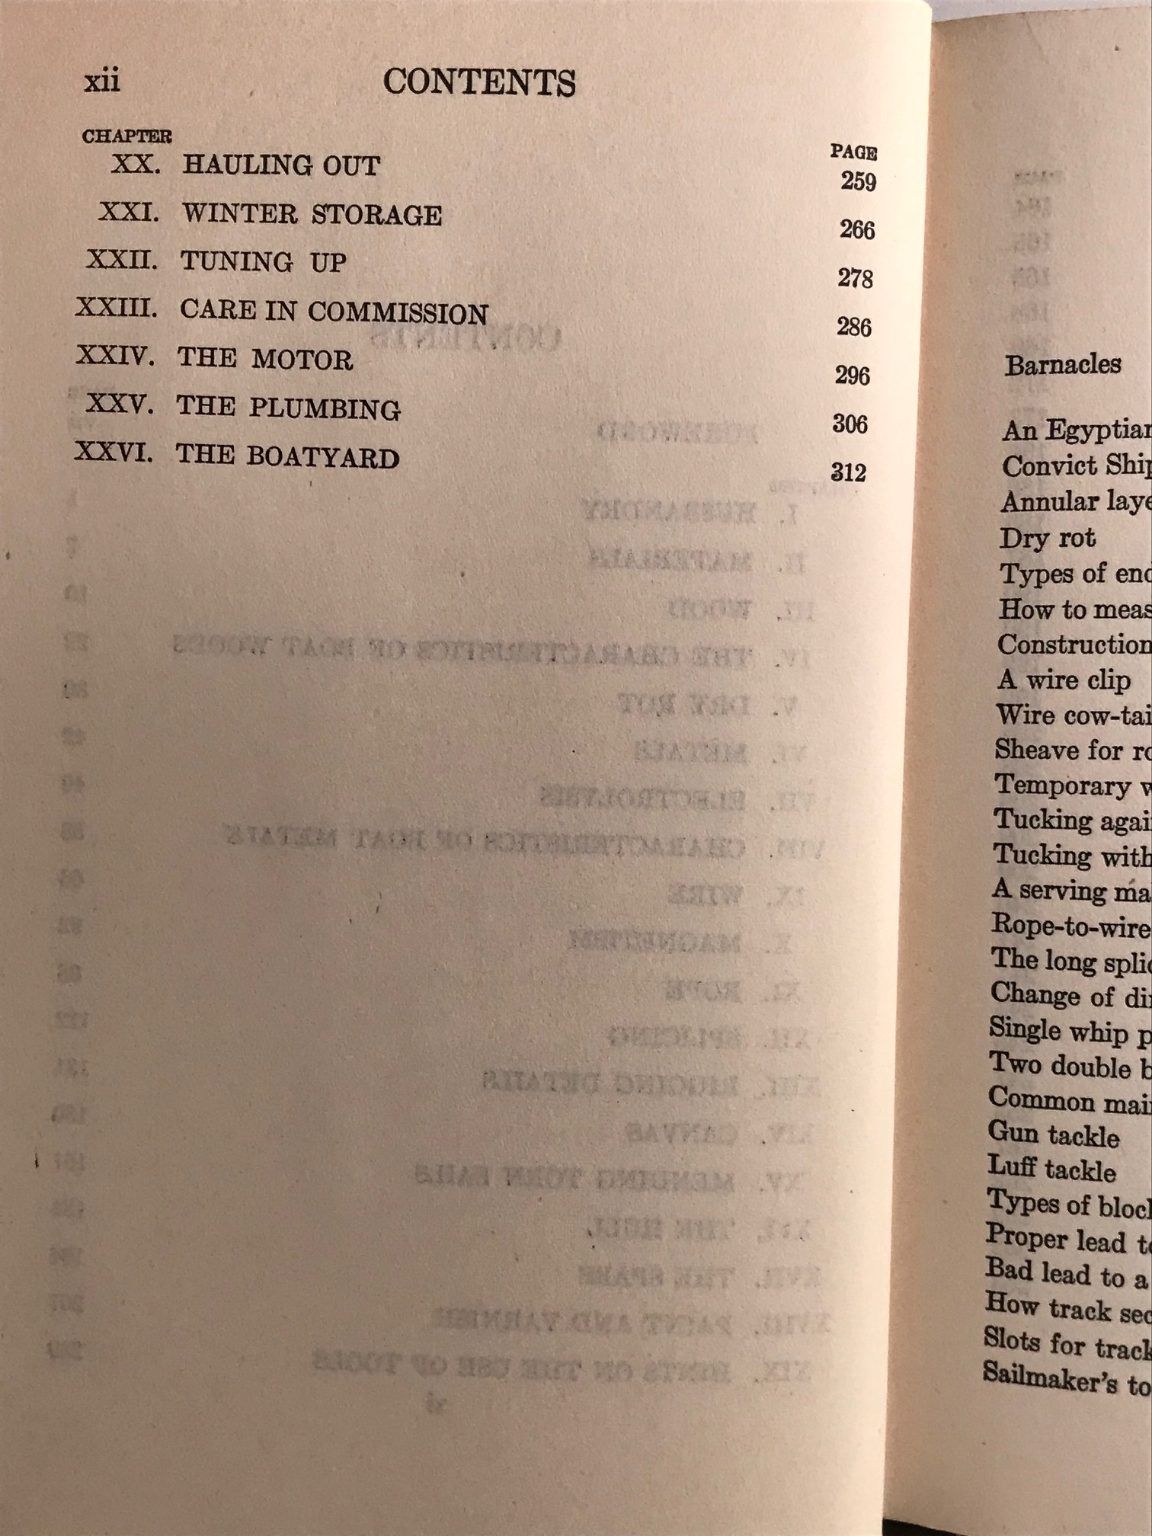 xii CONTENTS
CHAPTER PAGE
XX. HAULING OUT 259
XXI. WINTER STORAGE 266
XXII. TUNING UP 278
XXIII. CARE IN COMMISSION 286
XXIV. THE MOTOR 296
XXV. THE PLUMBING 306
XXVI. THE BOATYARD 312
Barnacles
An Egyptian
Convict Ship
Annular laye
Dry rot
Types of end
How to meas
Construction
A wire clip
Wire cow-tai
Sheave for ro
Temporary w
Tucking agai
Tucking with
A serving ma
Rope-to-wire
The long splic
Change of di
Single whip p
Two double b
Common mai
Gun tackle
Luff tackle
Types of bloc
Proper lead to
Bad lead to a
How track sec
Slots for track
Sailmaker's to